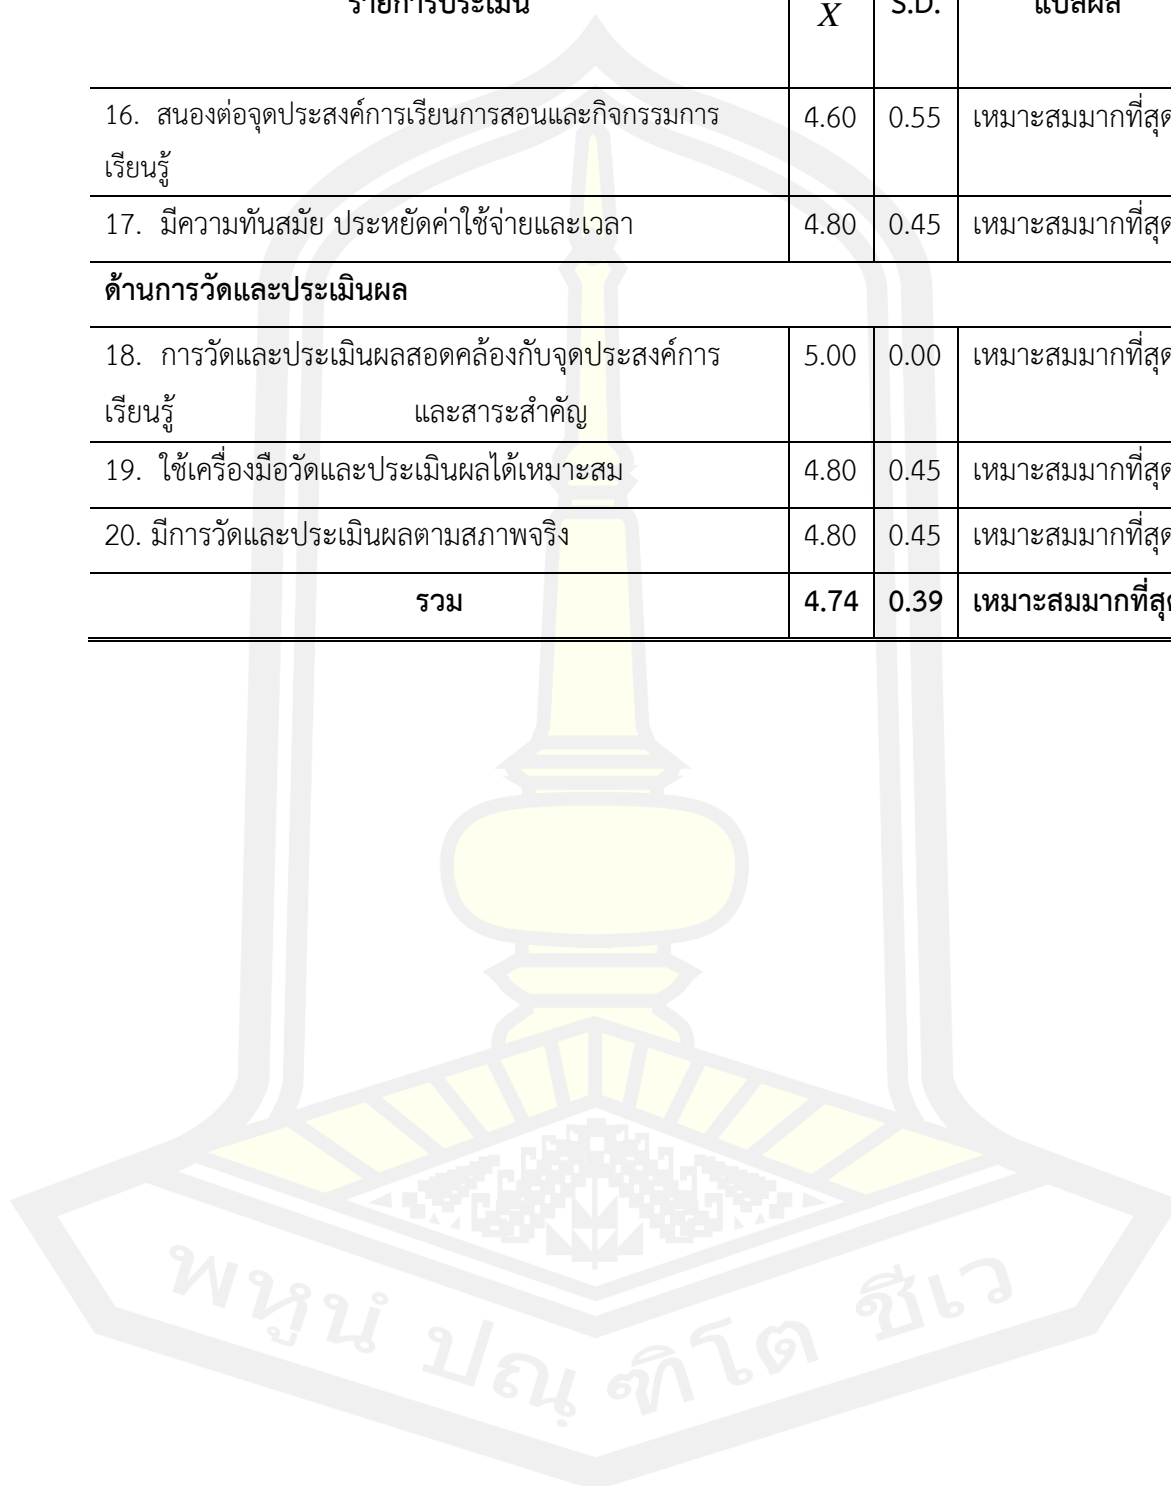 รายการประเมิน X S.D. แปลผล
16. สนองต่อจุดประสงค์การเรียนการสอนและกิจกรรมการ 4.60 0.55 เหมาะสมมากที่สุด
เรียนรู้
17. มีความทันสมัย ประหยัดค่าใช้จ่ายและเวลา 4.80 0.45 เหมาะสมมากที่สุด
ด้านการวัดและประเมินผล
18. การวัดและประเมินผลสอดคล้องกับจุดประสงค์การ 5.00 0.00 เหมาะสมมากที่สุด
เรียนรู้ และสาระสำคัญ
19. ใช้เครื่องมือวัดและประเมินผลได้เหมาะสม 4.80 0.45 เหมาะสมมากที่สุด
20. มีการวัดและประเมินผลตามสภาพจริง 4.80 0.45 เหมาะสมมากที่สุด
รวม 4.74 0.39 เหมาะสมมากที่สุด
พหูนํ ปณฺฑิโต ชีเว